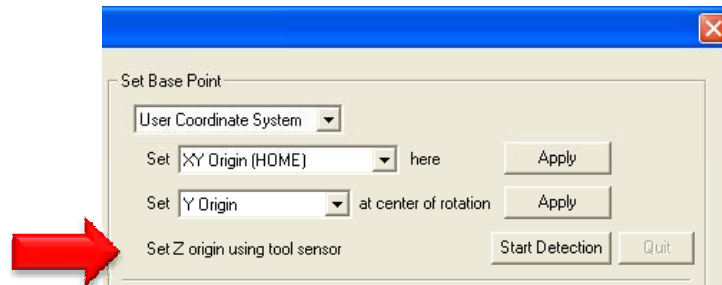 Set Base Point
User Coordinate System
Set XY Origin (HOME) here Apply
Set Y Origin at center of rotation Apply
Set Z origin using tool sensor Start Detection Quit